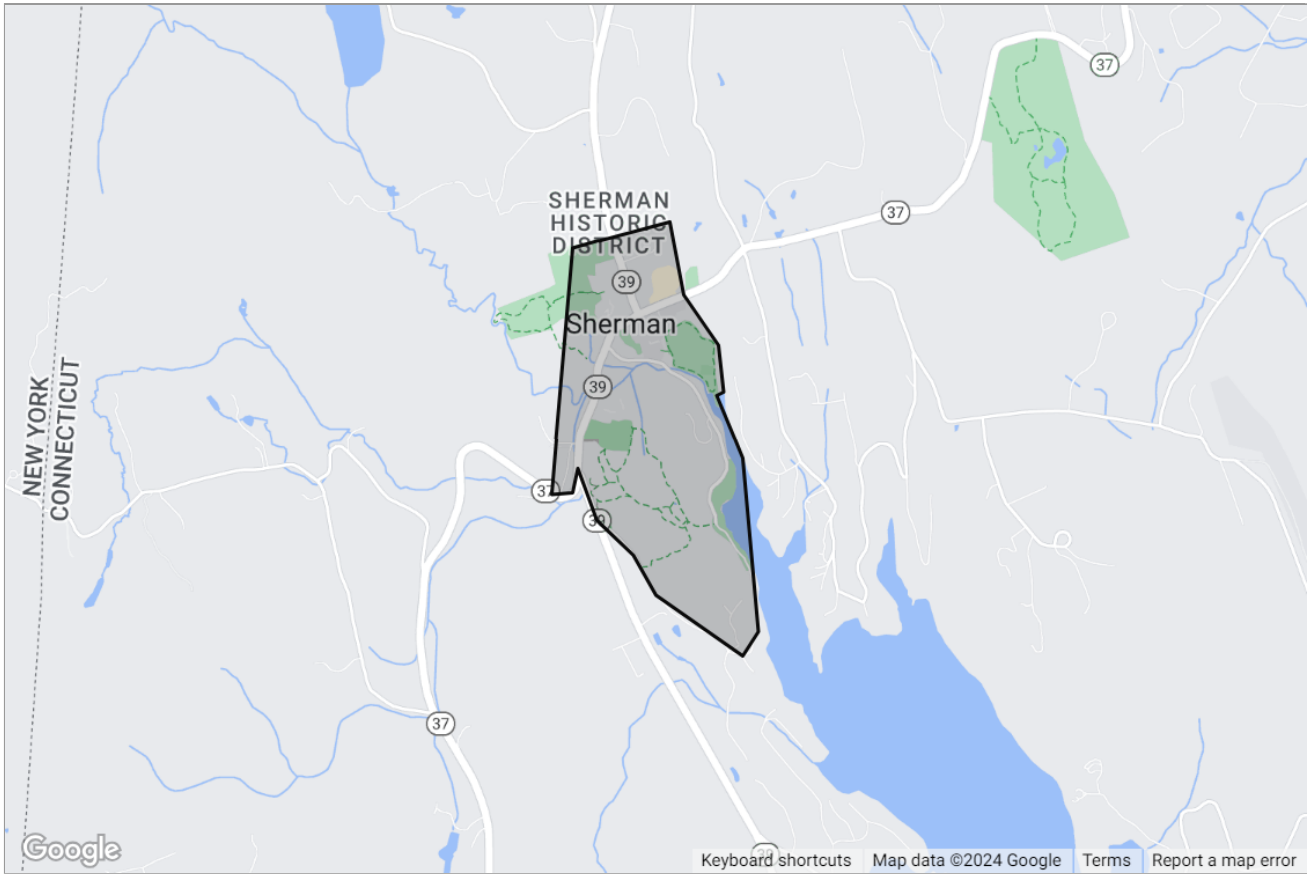 37
37
SHERMAN
HISTORIC
DISTRICT
39
Sherman
39
NEW YORK
CONNECTICUT
37
39
37
39
Google
Keyboard shortcuts
Map data ©2024 Google
Terms
Report a map error